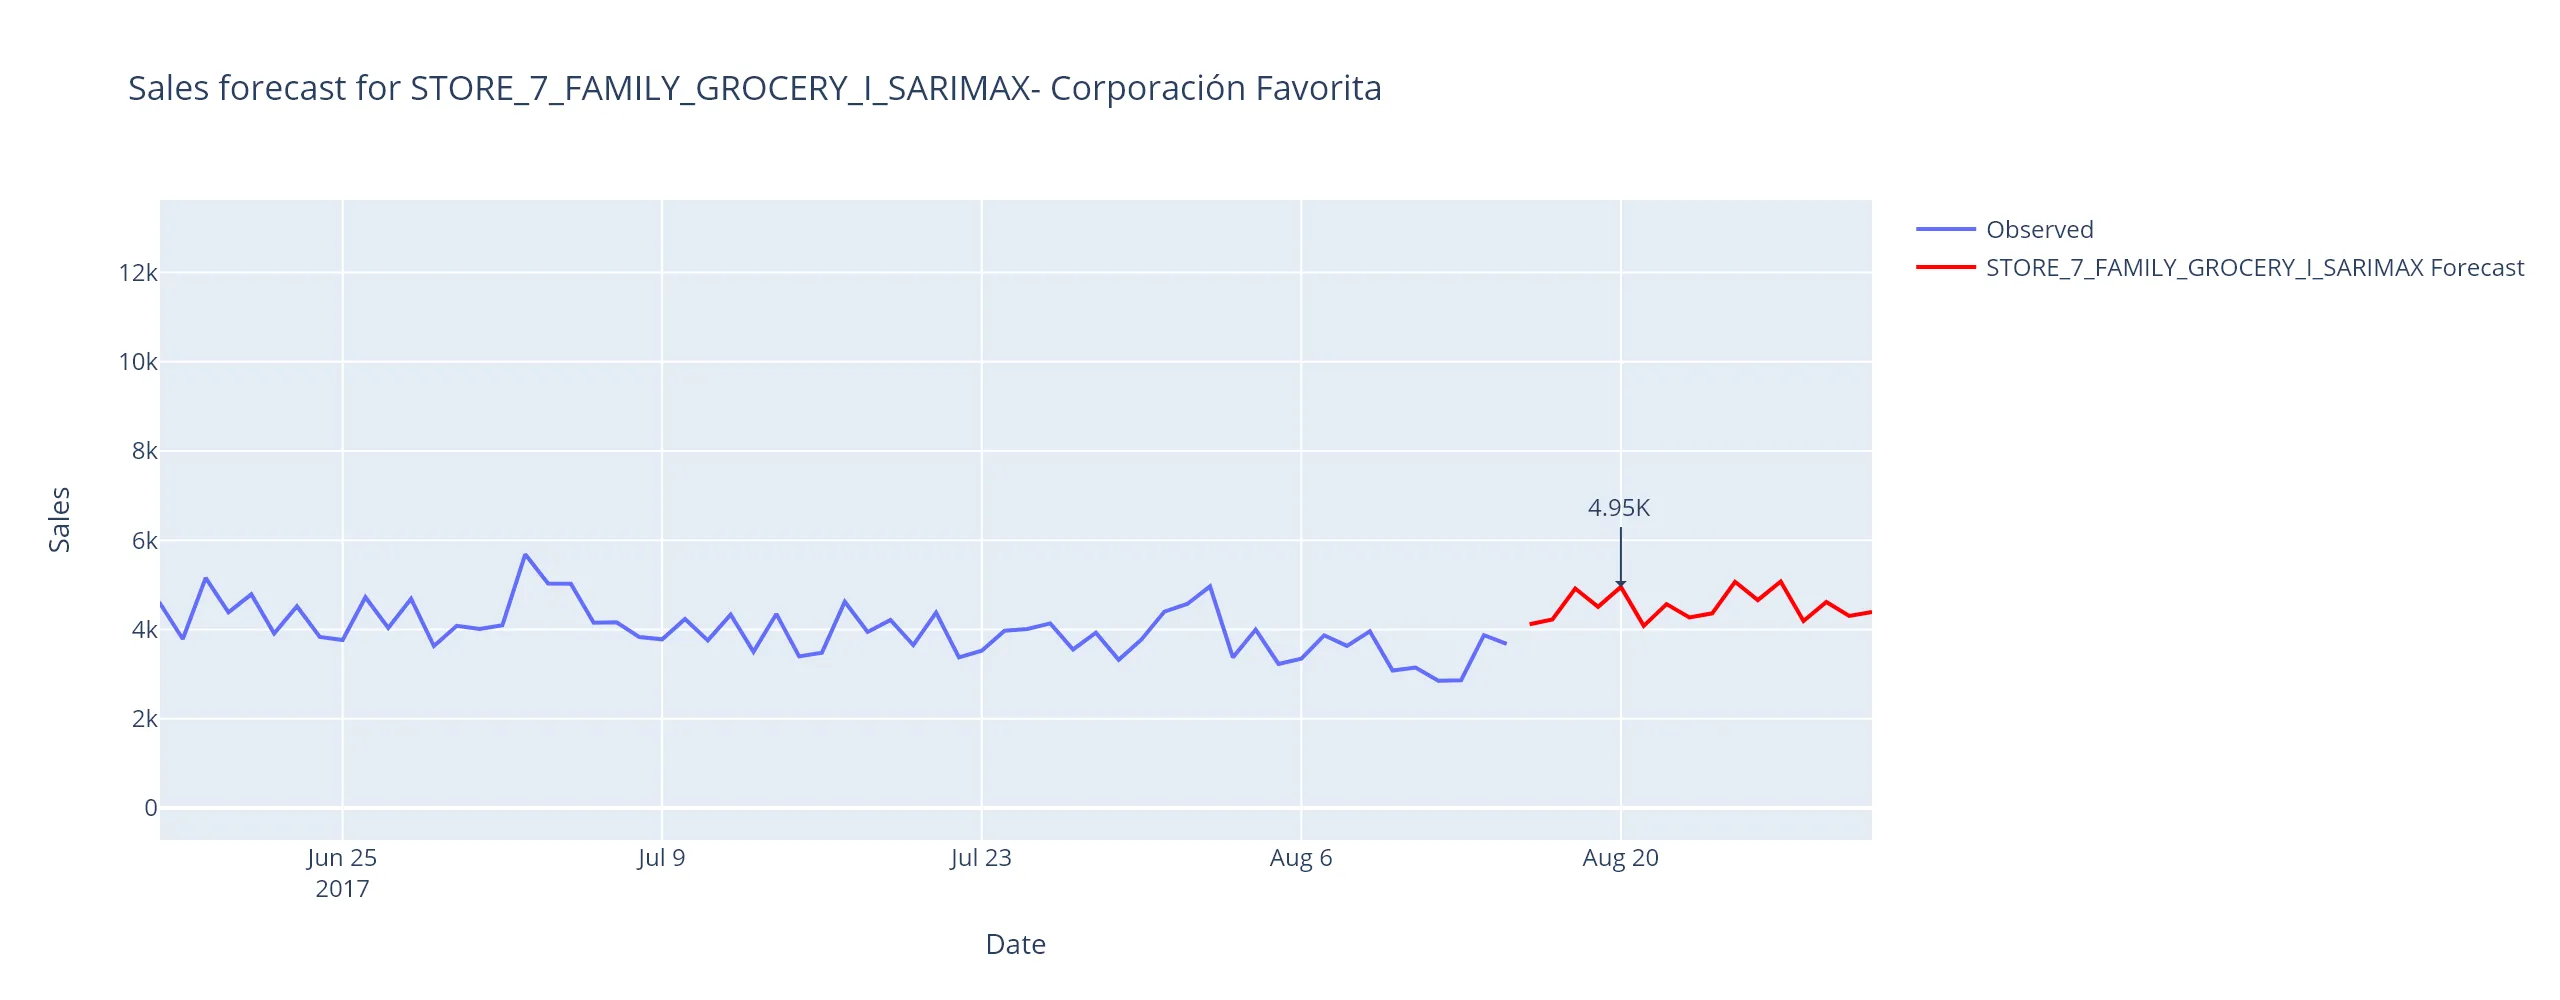 Sales forecast for STORE_7_FAMILY_GROCERY_I_SARIMAX- Corporación Favorita
Observed
STORE_7_FAMILY_GROCERY_I_SARIMAX Forecast
12k
10k
8k
6k
4k
2k
0
Sales
4.95K
Jun 25
2017
Jul 9
Jul 23
Aug 6
Aug 20
Date